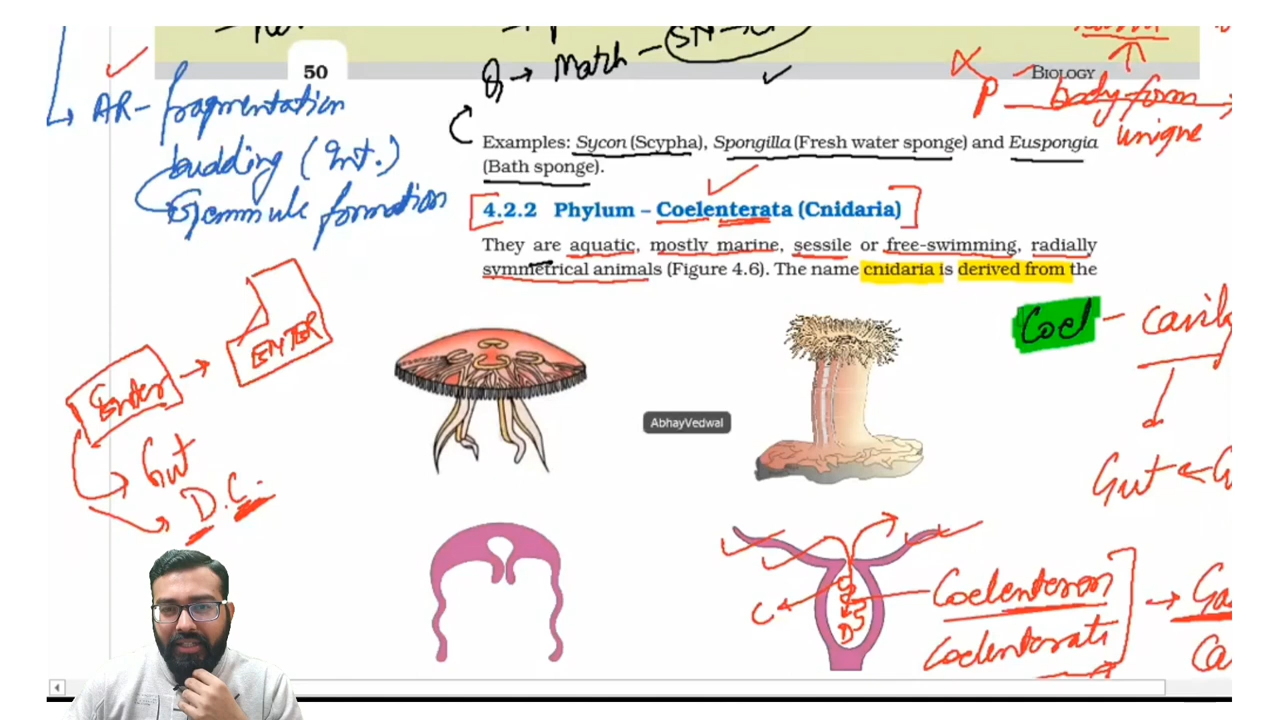 Q → Match –
50
BIOLOGY
AR – fragmentation
budding (Int.)
Gemmule formation
P – body form
unique
Examples: Sycon (Scypha), Spongilla (Fresh water sponge) and Euspongia
(Bath sponge).
4.2.2 Phylum – Coelenterata (Cnidaria)
They are aquatic, mostly marine, sessile or free-swimming, radially
symmetrical animals (Figure 4.6). The name cnidaria is derived from the
Coel –
Enter → ENTER
AbhayVedwal
Gut
D.C.
Gut ←
C
Coelenteron